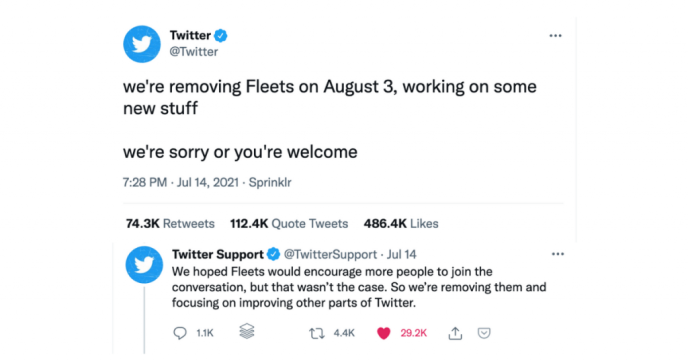 Twitter
@Twitter
we're removing Fleets on August 3, working on some
new stuff
we're sorry or you're welcome
7:28 PM · Jul 14, 2021 · Sprinklr
74.3K Retweets 112.4K Quote Tweets 486.4K Likes
Twitter Support @TwitterSupport · Jul 14
We hoped Fleets would encourage more people to join the
conversation, but that wasn't the case. So we're removing them and
focusing on improving other parts of Twitter.
1.1K 4.4K 29.2K